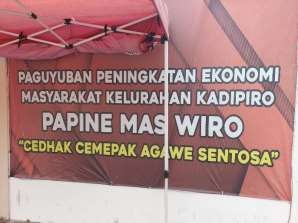 PAGUYUBAN PENINGKATAN EKONOMI
MASYARAKAT KELURAHAN KADIPIRO
PAPINE MAS WIRO
"CEDHAK CEMEPAK AGAWE SENTOSA"